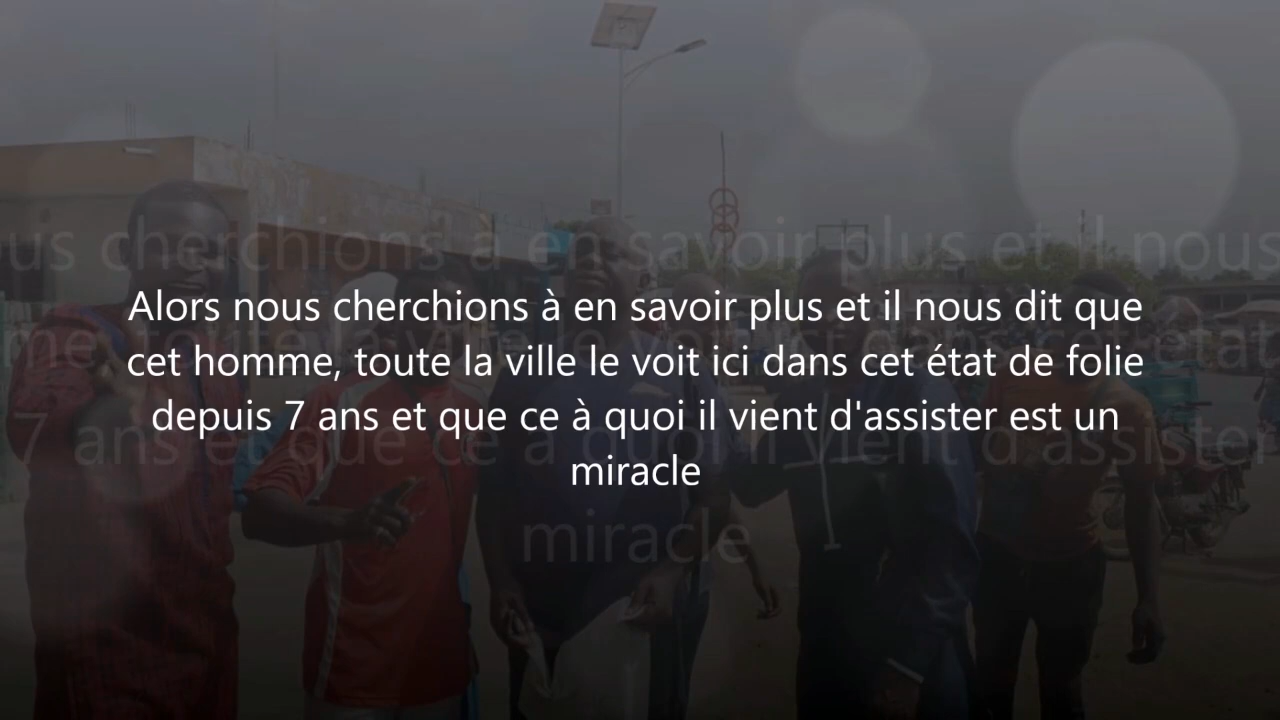 Alors nous cherchions à en savoir plus et il nous dit que
cet homme, toute la ville le voit ici dans cet état de folie
depuis 7 ans et que ce à quoi il vient d'assister est un
miracle